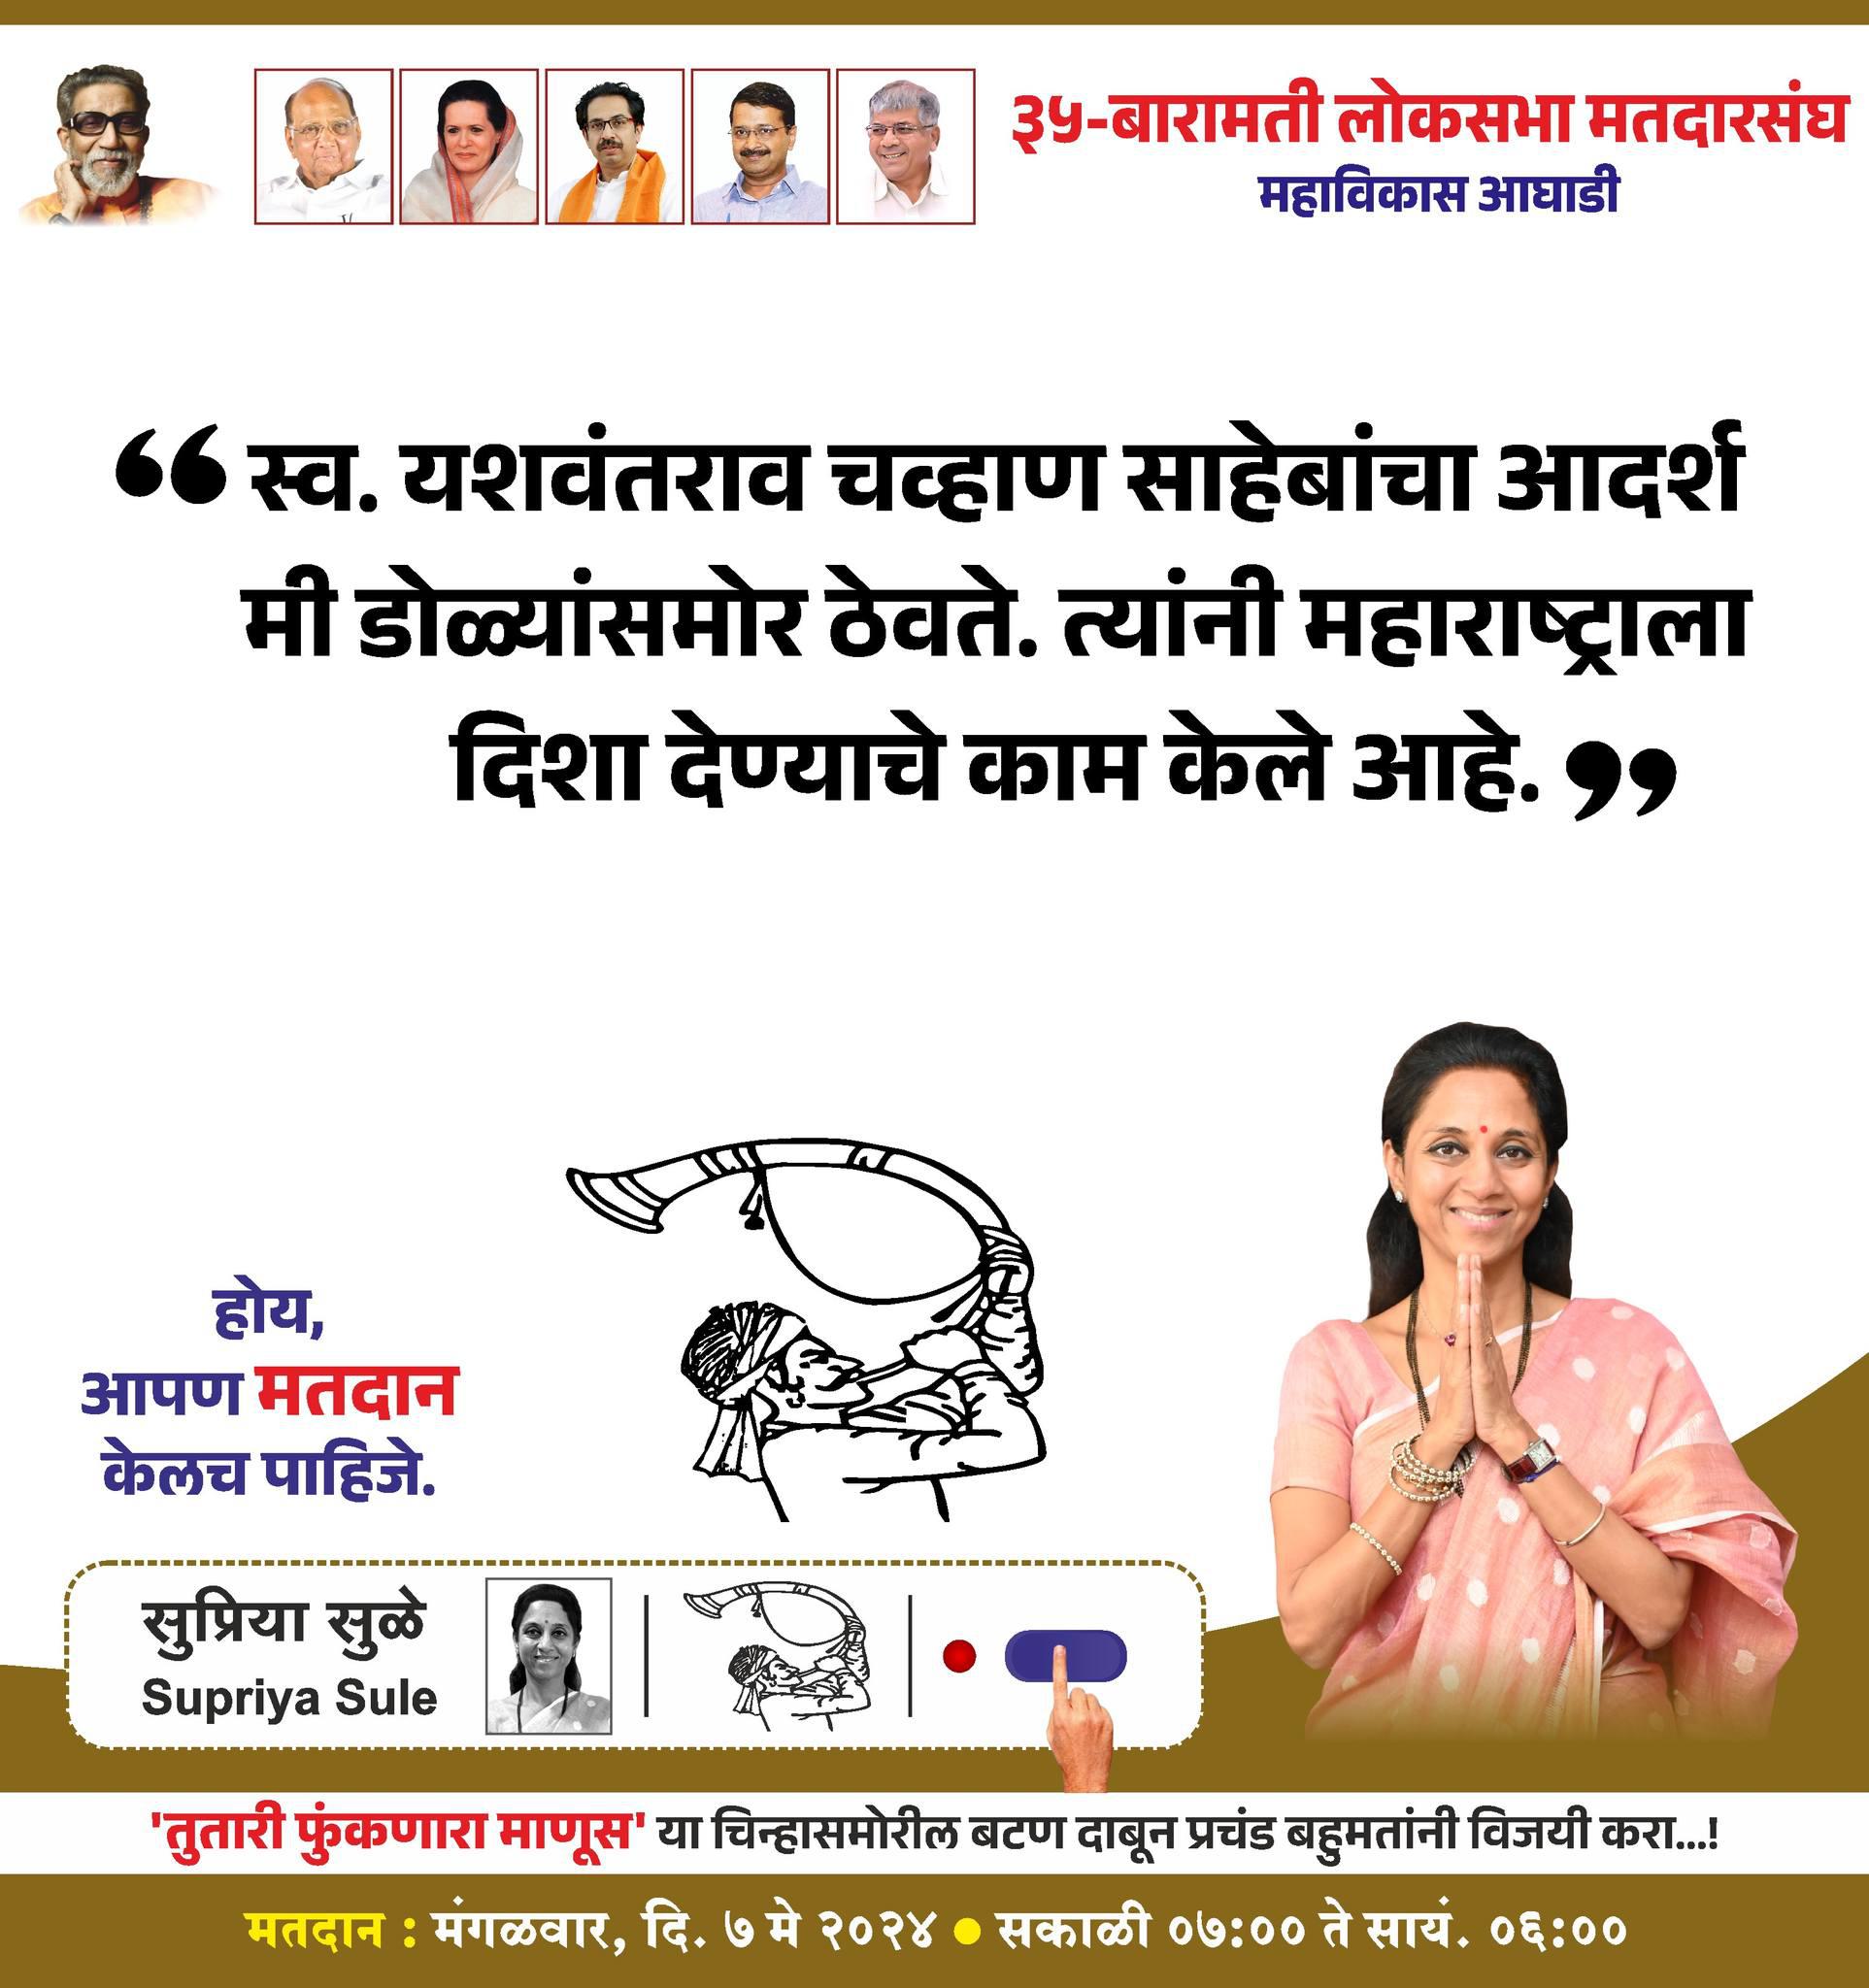 ३५-बारामती लोकसभा मतदारसंघ
महाविकास आघाडी
“स्व. यशवंतराव चव्हाण साहेबांचा आदर्श
मी डोळ्यांसमोर ठेवते. त्यांनी महाराष्ट्राला
दिशा देण्याचे काम केले आहे.”
होय,
आपण मतदान
केलच पाहिजे.
सुप्रिया सुळे
Supriya Sule
'तुतारी फुंकणारा माणूस' या चिन्हासमोरील बटण दाबून प्रचंड बहुमतांनी विजयी करा...!
मतदान : मंगळवार, दि. ७ मे २०२४ ● सकाळी ०७:०० ते सायं. ०६:००